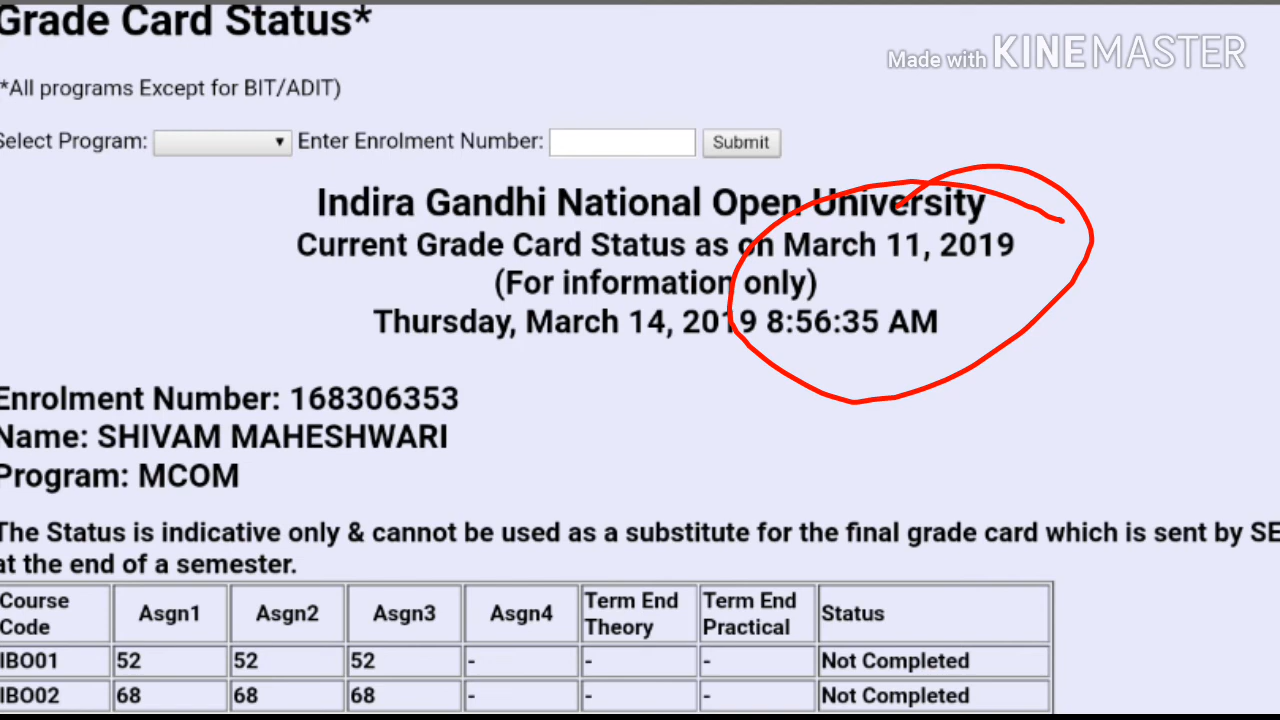 Grade Card Status*
Made with KINEMASTER
*All programs Except for BIT/ADIT)
Select Program: Enter Enrolment Number: Submit
Indira Gandhi National Open University
Current Grade Card Status as on March 11, 2019
(For information only)
Thursday, March 14, 2019 8:56:35 AM
Enrolment Number: 168306353
Name: SHIVAM MAHESHWARI
Program: MCOM
The Status is indicative only & cannot be used as a substitute for the final grade card which is sent by SE
at the end of a semester.
Course Code Asgn1 Asgn2 Asgn3 Asgn4 Term End Theory Term End Practical Status
IBO01 52 52 52 - - - Not Completed
IBO02 68 68 68 - - - Not Completed